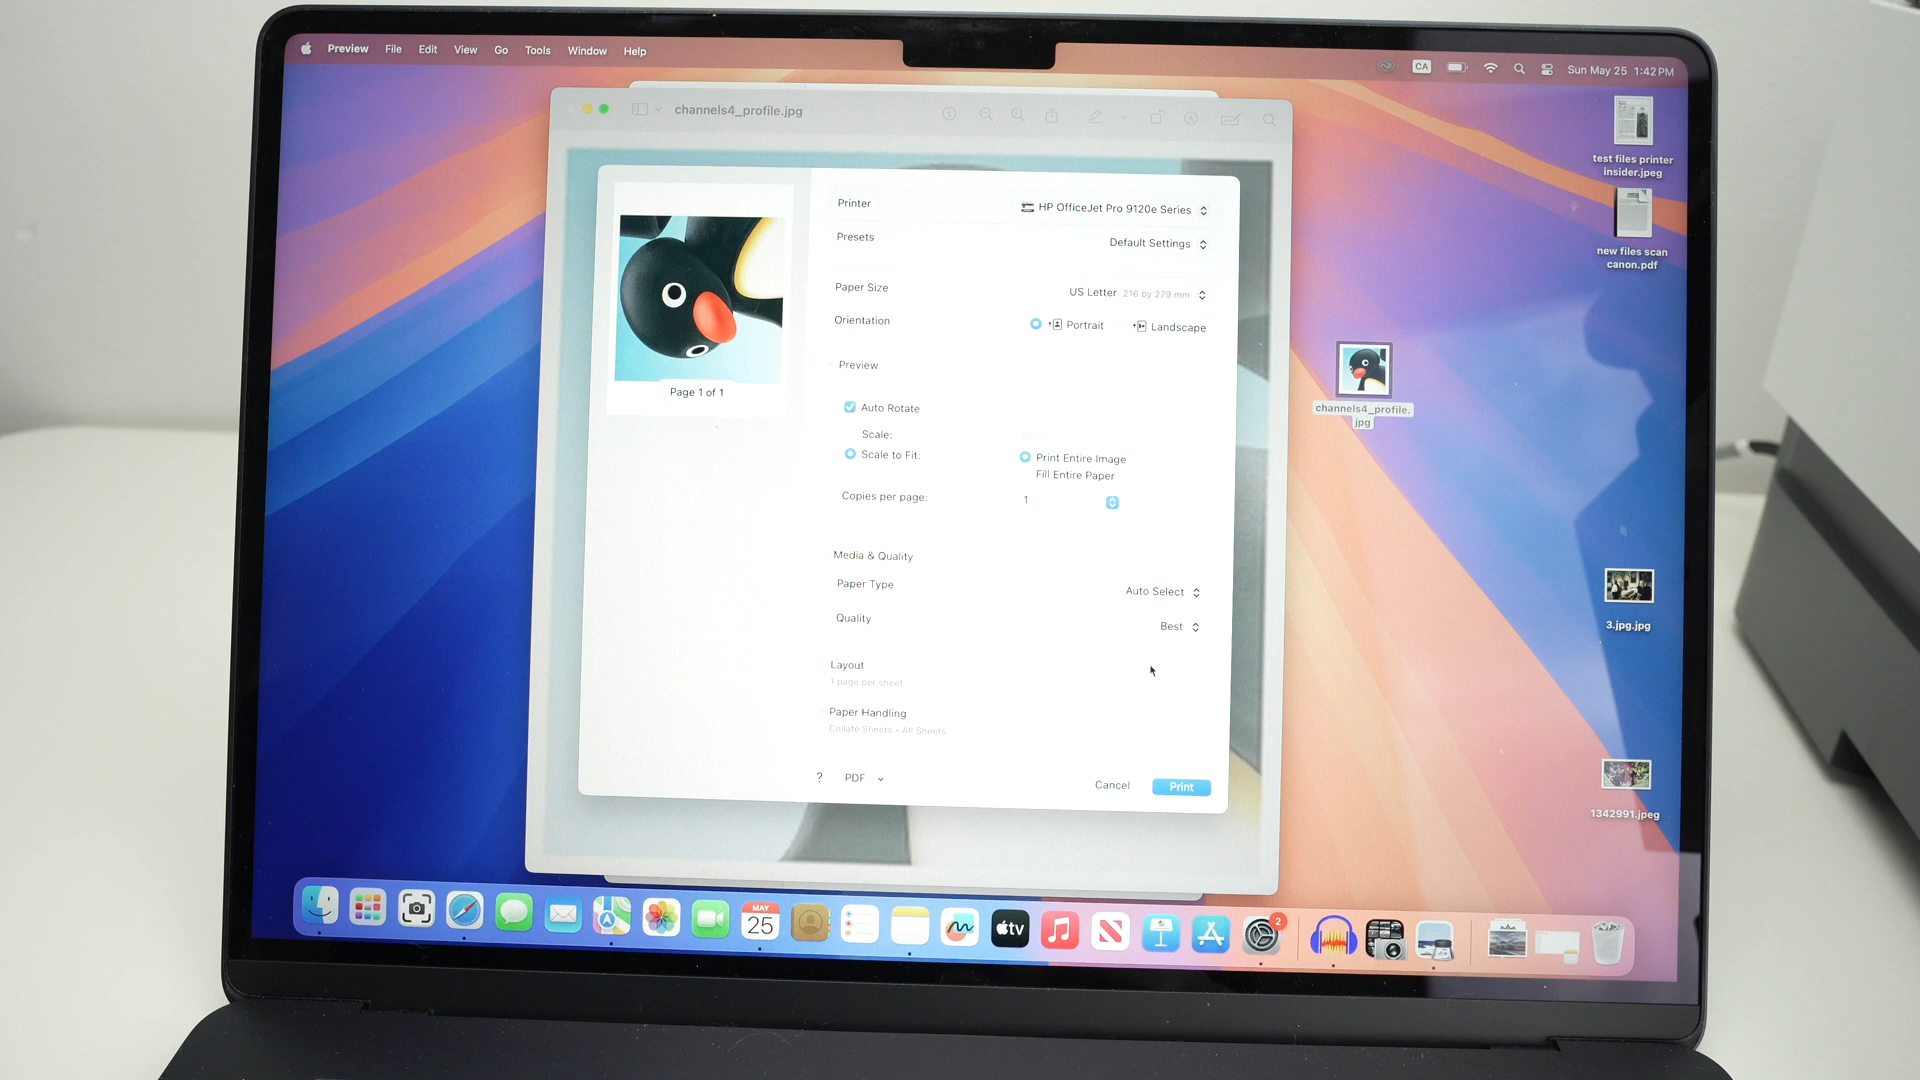 Preview File Edit View Go Tools Window Help
CA Sun May 25 1:42 PM
channels4_profile.jpg
test files printer
insider.jpeg
new files scan
canon.pdf
channels4_profile.
jpg
3.jpg.jpg
1342991.jpeg
Page 1 of 1
Printer HP OfficeJet Pro 9120e Series
Presets Default Settings
Paper Size US Letter 216 by 279 mm
Orientation Portrait Landscape
Preview
Auto Rotate
Scale:
Scale to Fit: Print Entire Image
Fill Entire Paper
Copies per page: 1
Media & Quality
Paper Type Auto Select
Quality Best
Layout
1 page per sheet
Paper Handling
Collate Sheets • All Sheets
? PDF Cancel Print
MAY
25
tv
2